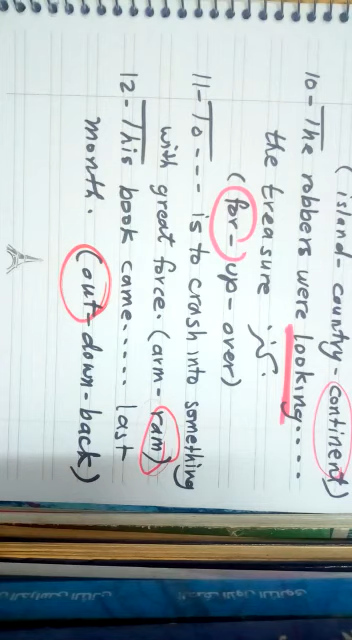 (island - country - continent)
10- The robbers were looking....
the treasure
(for - up - over)
11- To --- is to crash into something
with great force. (arm - ram)
12- This book came..... last
month. (out - down - back)